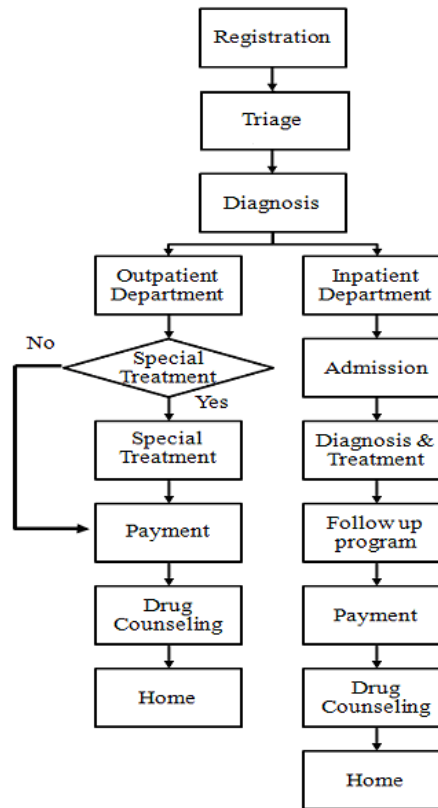 Registration
Triage
Diagnosis
Outpatient
Department
No
Special
Treatment
Yes
Special
Treatment
Payment
Drug
Counseling
Home
Inpatient
Department
Admission
Diagnosis &
Treatment
Follow up
program
Payment
Drug
Counseling
Home